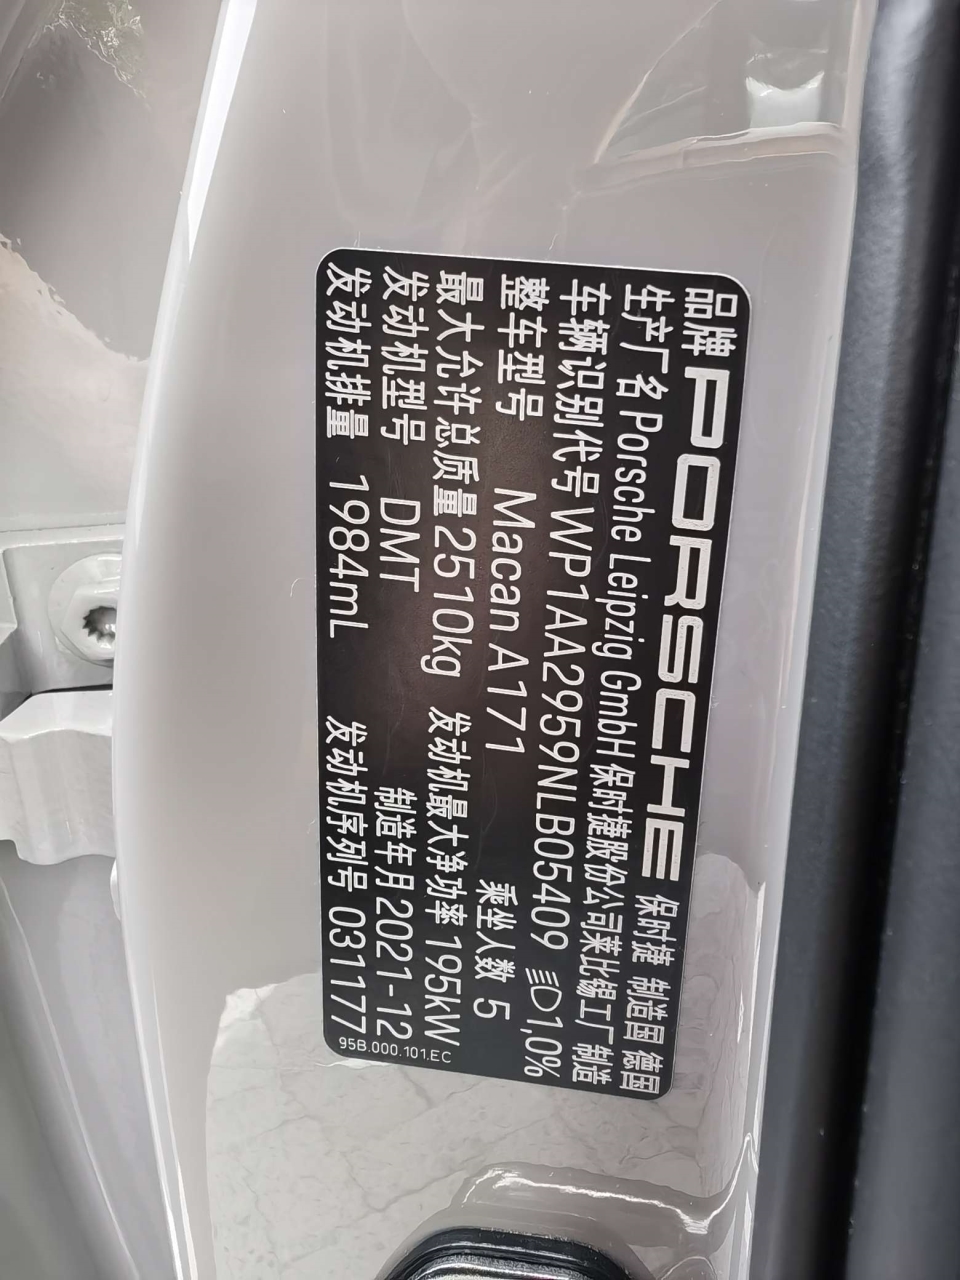 品牌 PORSCHE 保时捷 制造国 德国
生产厂名 Porsche Leipzig GmbH 保时捷股份公司莱比锡工厂制造
车辆识别代号 WP1AA2959NLB05409 1,0%
整车型号 Macan A171 乘坐人数 5
最大允许总质量 2510kg 发动机最大净功率 195kW
发动机型号 DMT 制造年月 2021-12
发动机排量 1984mL 发动机序列号 031177
95B.000.101.EC